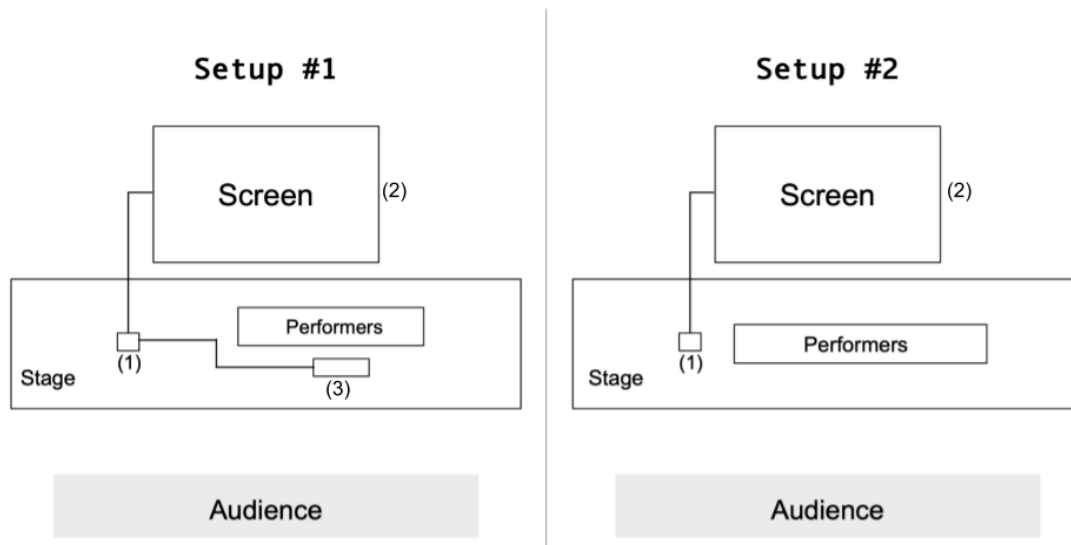 Setup #1
Screen
(2)
Performers
(1)
(3)
Stage
Audience
Setup #2
Screen
(2)
Performers
(1)
Stage
Audience